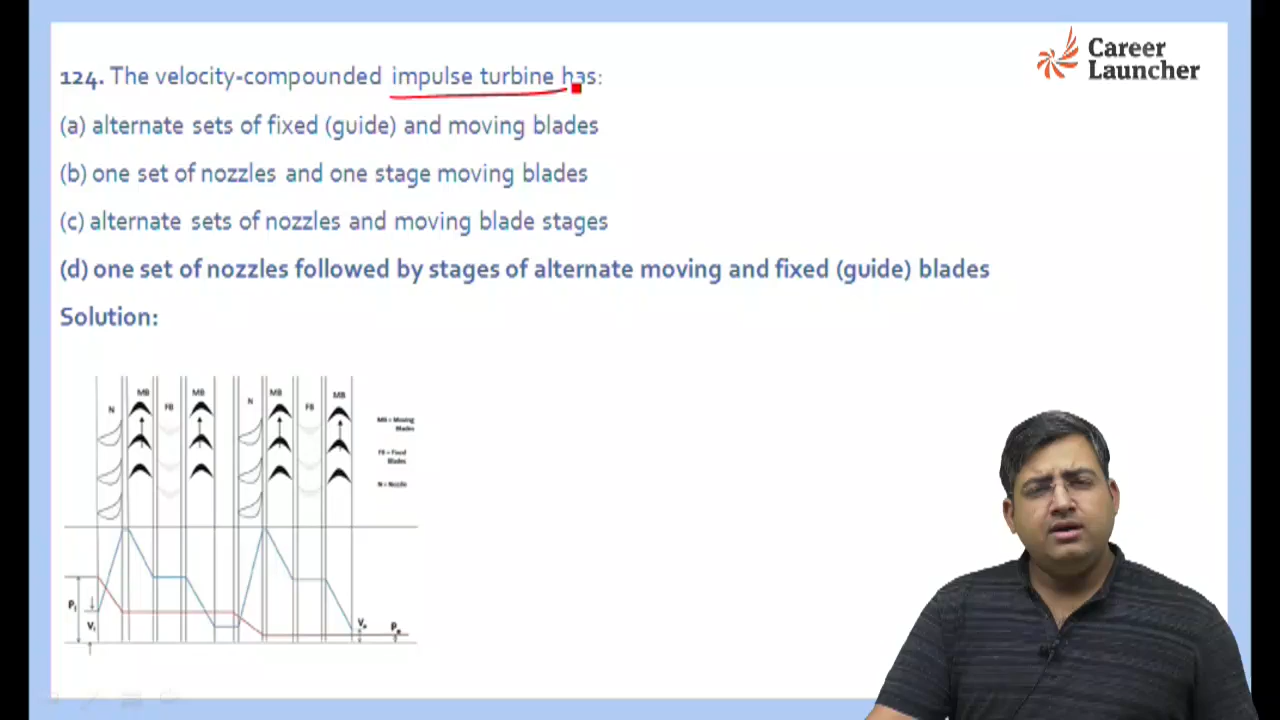 Career
Launcher
124. The velocity-compounded impulse turbine has:
(a) alternate sets of fixed (guide) and moving blades
(b) one set of nozzles and one stage moving blades
(c) alternate sets of nozzles and moving blade stages
(d) one set of nozzles followed by stages of alternate moving and fixed (guide) blades
Solution:
N MB FB MB N MB FB MB
MB = Moving
Blades
FB = Fixed
Blades
N = Nozzle
Pi
Vi